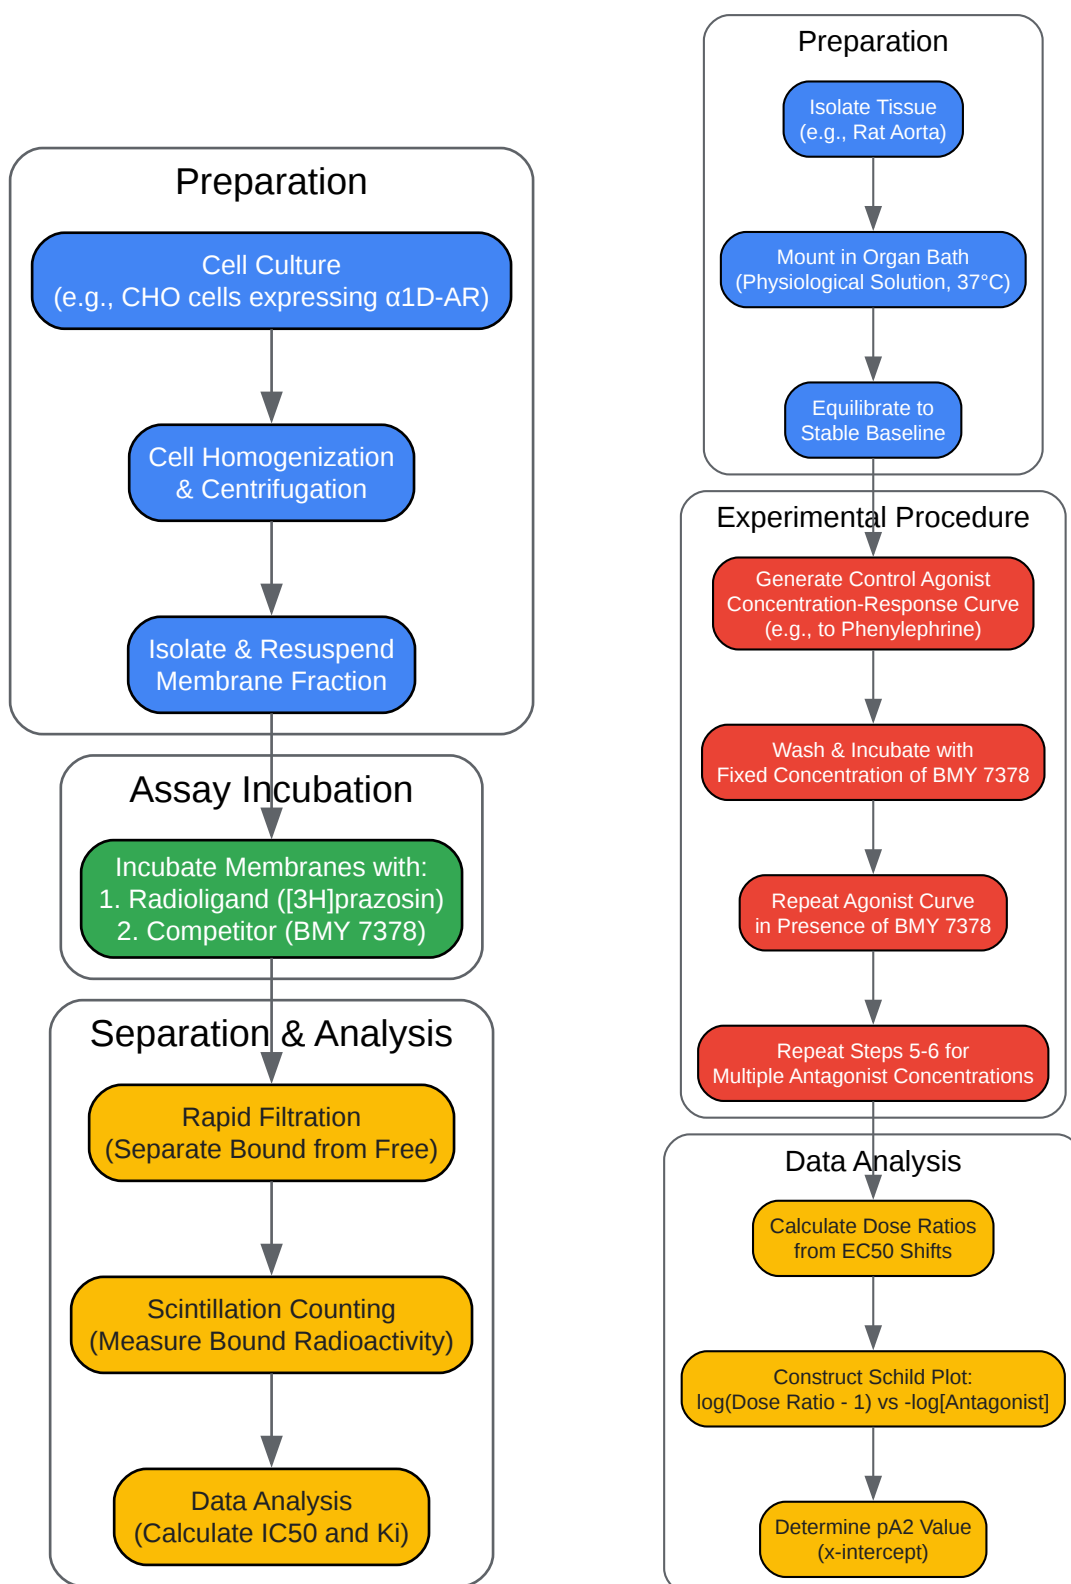 Preparation
Cell Culture
(e.g., CHO cells expressing α1D-AR)
Cell Homogenization
& Centrifugation
Isolate & Resuspend
Membrane Fraction
Assay Incubation
Incubate Membranes with:
1. Radioligand ([3H]prazosin)
2. Competitor (BMY 7378)
Separation & Analysis
Rapid Filtration
(Separate Bound from Free)
Scintillation Counting
(Measure Bound Radioactivity)
Data Analysis
(Calculate IC50 and Ki)
Preparation
Isolate Tissue
(e.g., Rat Aorta)
Mount in Organ Bath
(Physiological Solution, 37°C)
Equilibrate to
Stable Baseline
Experimental Procedure
Generate Control Agonist
Concentration-Response Curve
(e.g., to Phenylephrine)
Wash & Incubate with
Fixed Concentration of BMY 7378
Repeat Agonist Curve
in Presence of BMY 7378
Repeat Steps 5-6 for
Multiple Antagonist Concentrations
Data Analysis
Calculate Dose Ratios
from EC50 Shifts
Construct Schild Plot:
log(Dose Ratio - 1) vs -log[Antagonist]
Determine pA2 Value
(x-intercept)